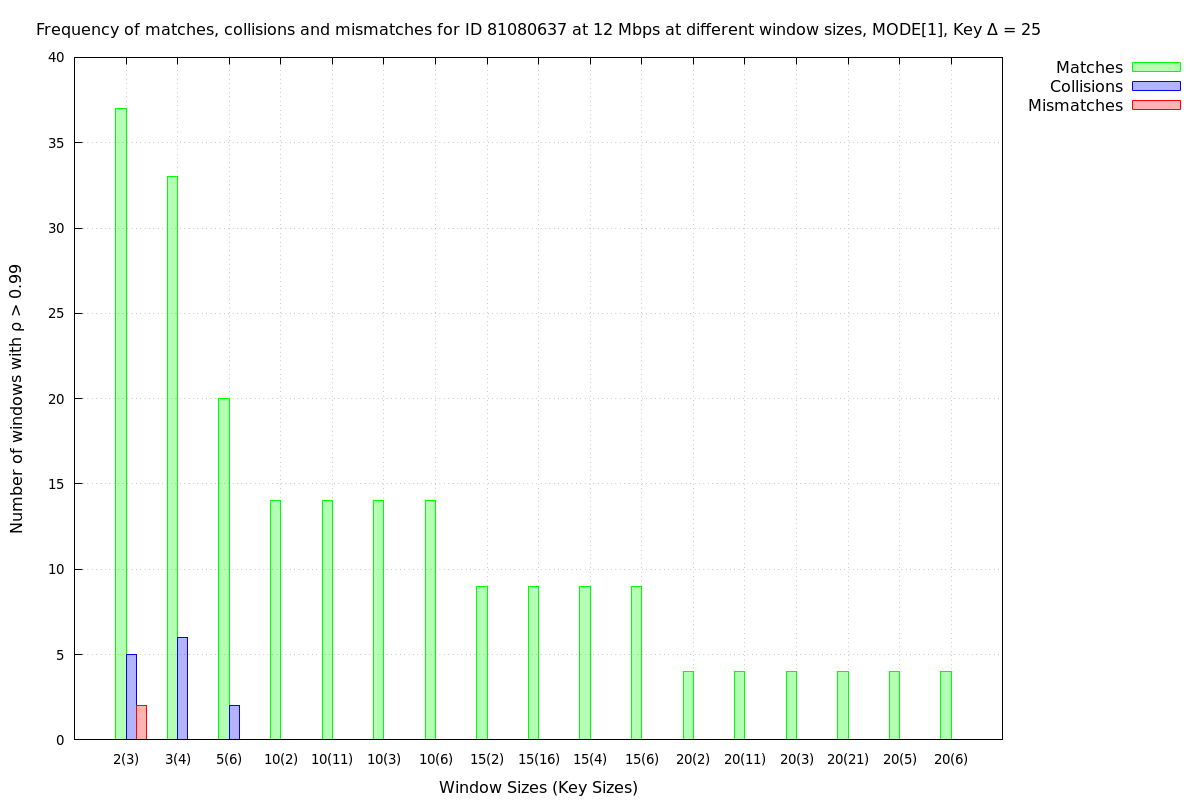 Frequency of matches, collisions and mismatches for ID 81080637 at 12 Mbps at different window sizes, MODE[1], Key Δ = 25
Matches
Collisions
Mismatches
Number of windows with ρ > 0.99
40
35
30
25
20
15
10
5
0
2(3) 3(4) 5(6) 10(2) 10(11) 10(3) 10(6) 15(2) 15(16) 15(4) 15(6) 20(2) 20(11) 20(3) 20(21) 20(5) 20(6)
Window Sizes (Key Sizes)